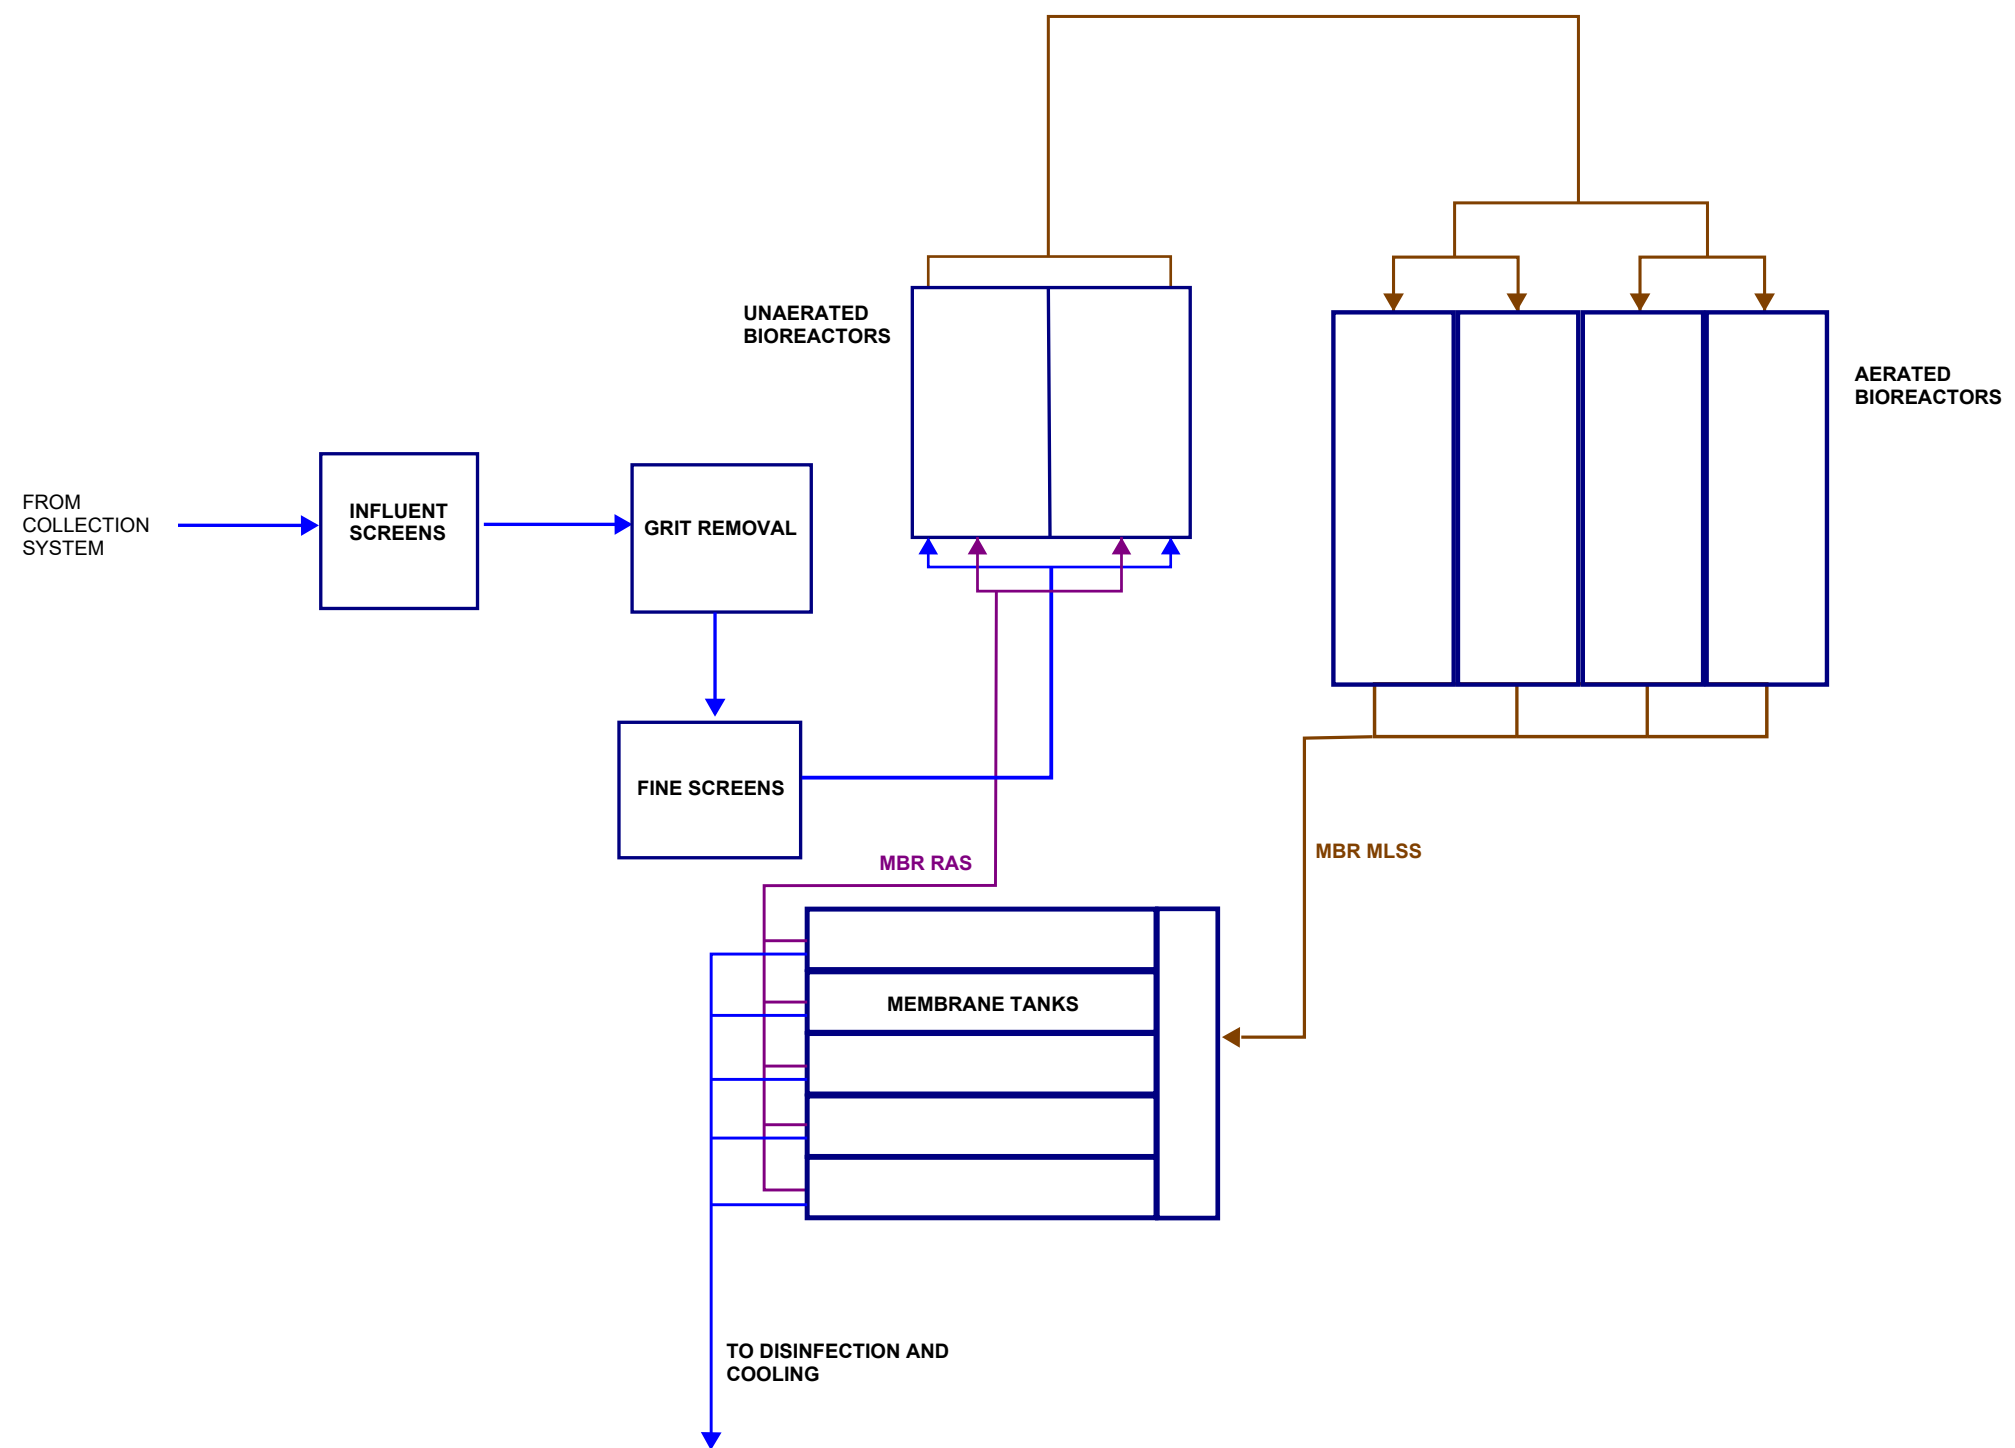 UNAERATED
BIOREACTORS
AERATED
BIOREACTORS
FROM
COLLECTION
SYSTEM
INFLUENT
SCREENS
GRIT REMOVAL
FINE SCREENS
MBR RAS
MBR MLSS
MEMBRANE TANKS
TO DISINFECTION AND
COOLING